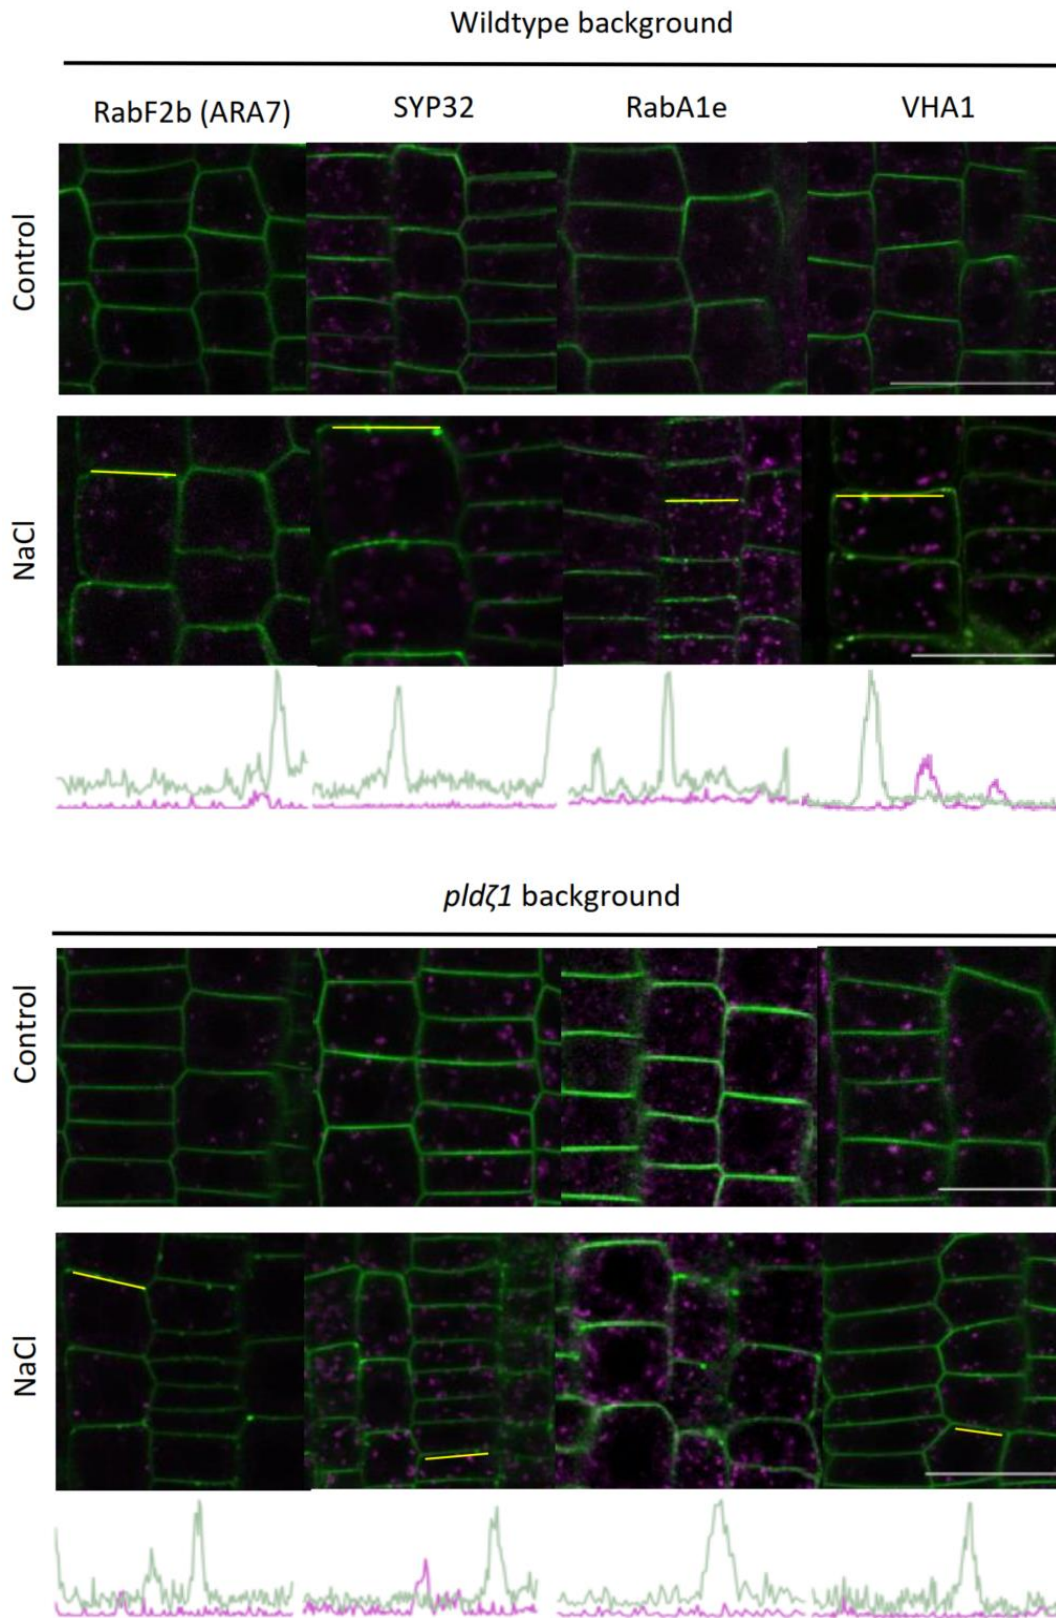 Wildtype background
RabF2b (ARA7) SYP32 RabA1e VHA1
Control
NaCl
pldζ1 background
Control
NaCl